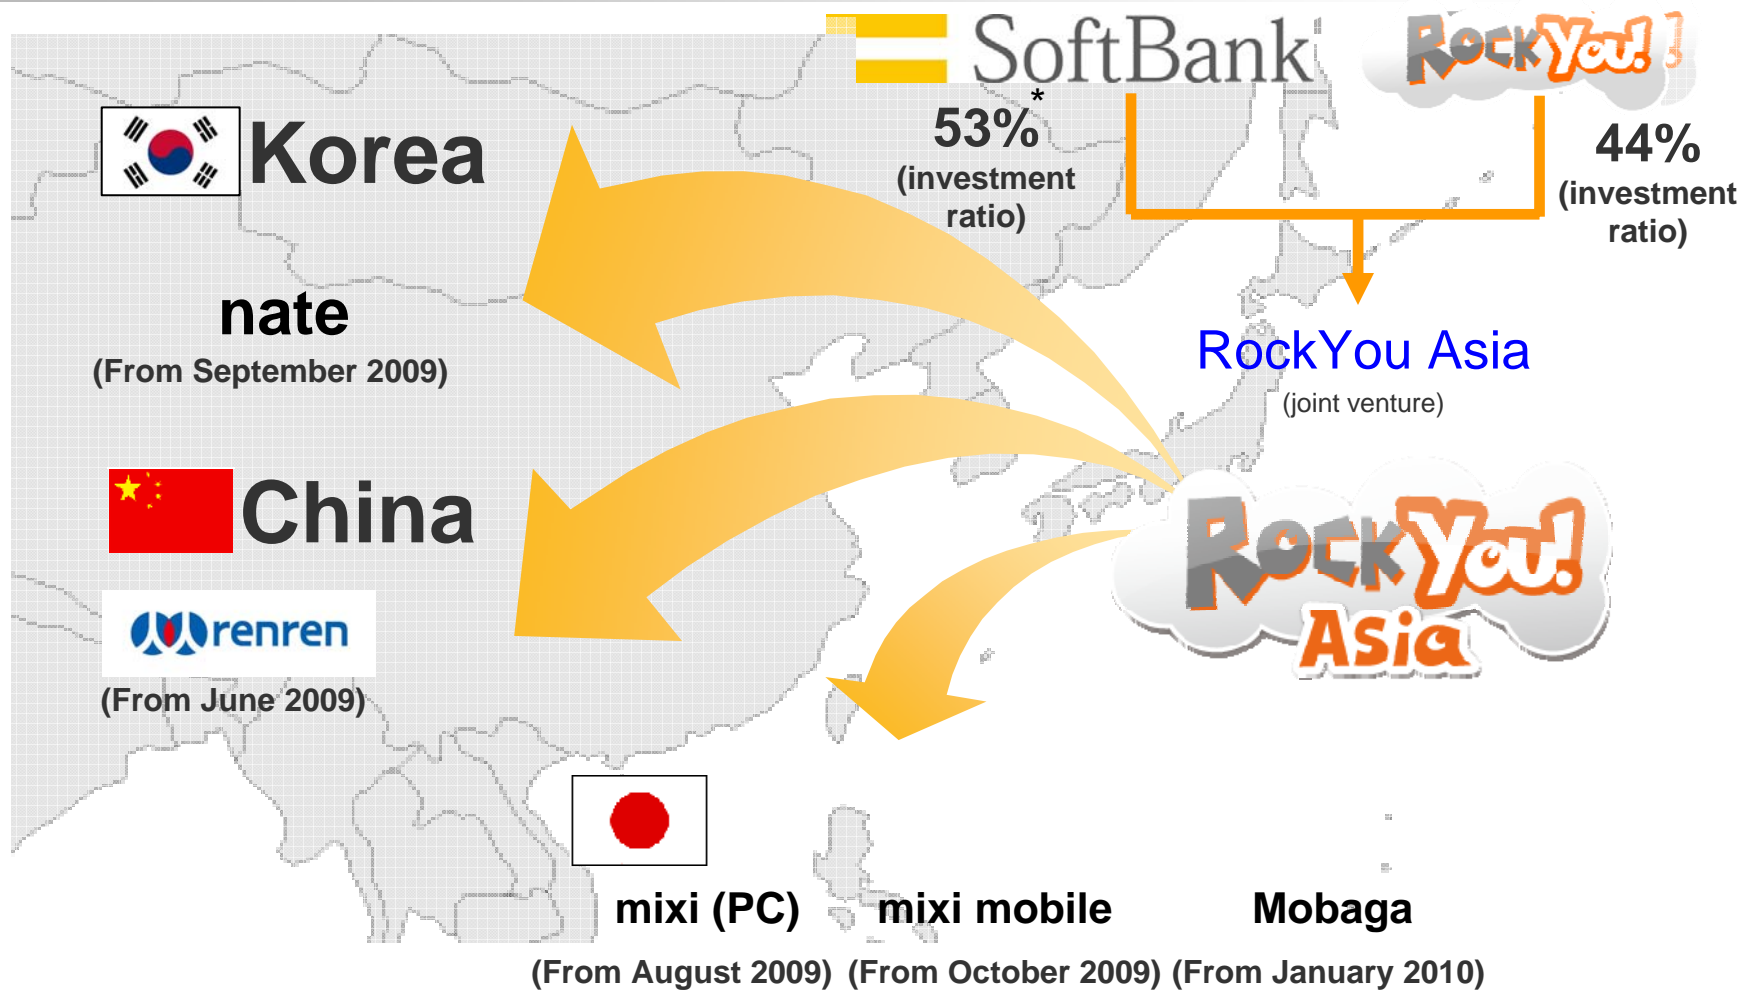 SoftBank
RockYou!
53%*
(investment
ratio)
44%
(investment
ratio)
Korea
nate
(From September 2009)
RockYou Asia
(joint venture)
China
renren
(From June 2009)
RockYou!
Asia
mixi (PC)
mixi mobile
Mobaga
(From August 2009)
(From October 2009)
(From January 2010)